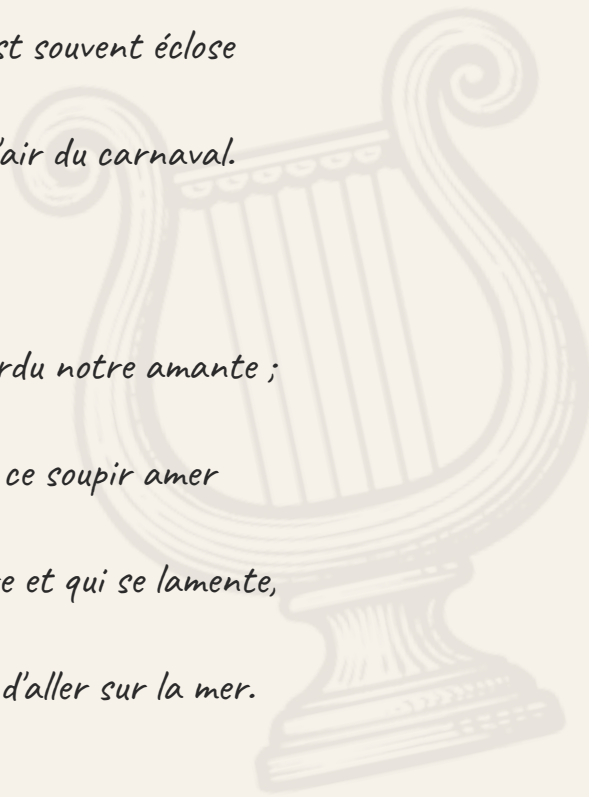 st souvent éclose
'air du carnaval.
rdu notre amante ;
ce soupir amer
e et qui se lamente,
d'aller sur la mer.